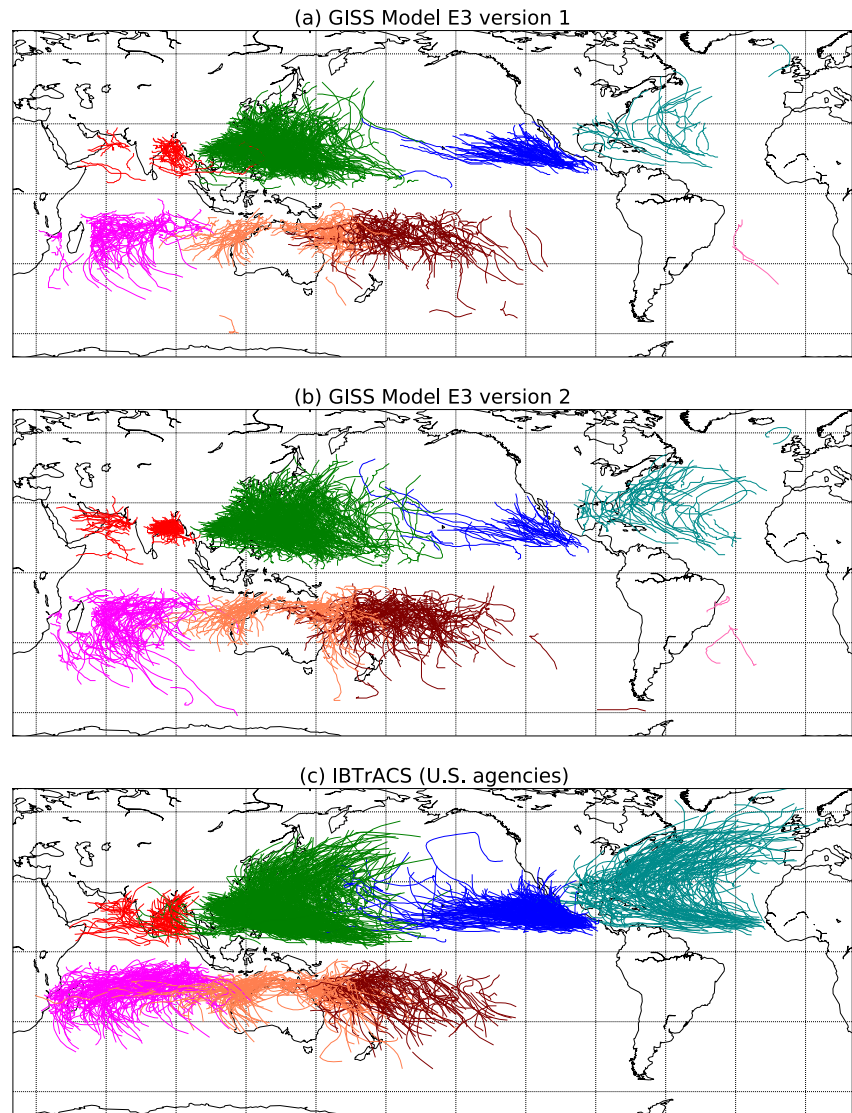 (a) GISS Model E3 version 1
(b) GISS Model E3 version 2
(c) IBTrACS (U.S. agencies)